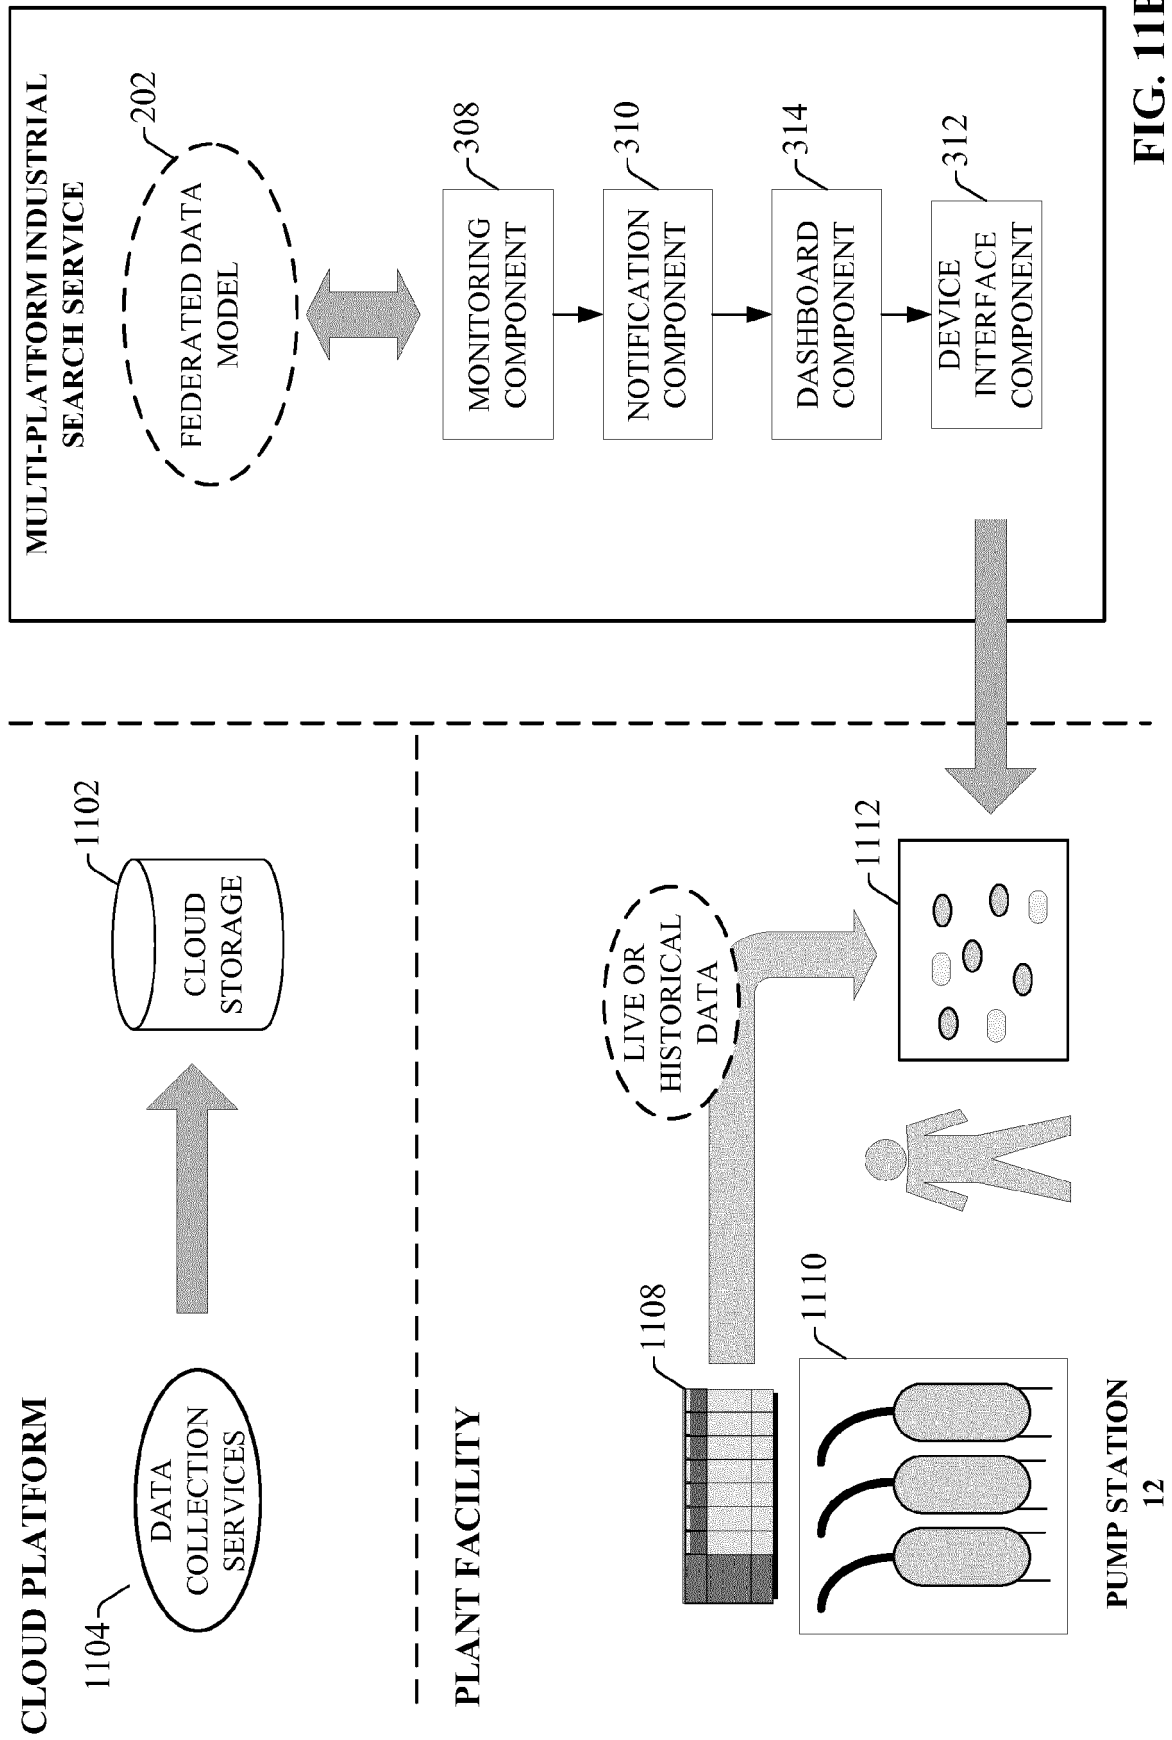 CLOUD PLATFORM
1104
DATA
COLLECTION
SERVICES
1102
CLOUD
STORAGE
MULTI-PLATFORM INDUSTRIAL
SEARCH SERVICE
202
FEDERATED DATA
MODEL
308
MONITORING
COMPONENT
310
NOTIFICATION
COMPONENT
314
DASHBOARD
COMPONENT
312
DEVICE
INTERFACE
COMPONENT
PLANT FACILITY
1108
LIVE OR
HISTORICAL
DATA
1110
1112
PUMP STATION
12
FIG. 11B